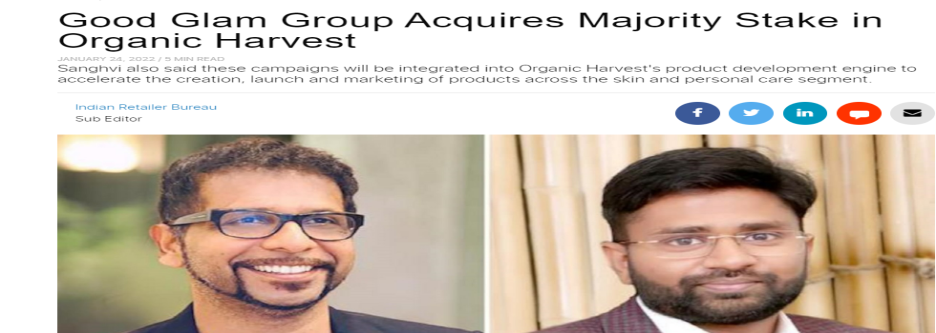 Good Glam Group Acquires Majority Stake in
Organic Harvest
JANUARY 24, 2022 / 5 MIN READ
Sanghvi also said these campaigns will be integrated into Organic Harvest's product development engine to
accelerate the creation, launch and marketing of products across the skin and personal care segment.
Indian Retailer Bureau
Sub Editor
f in